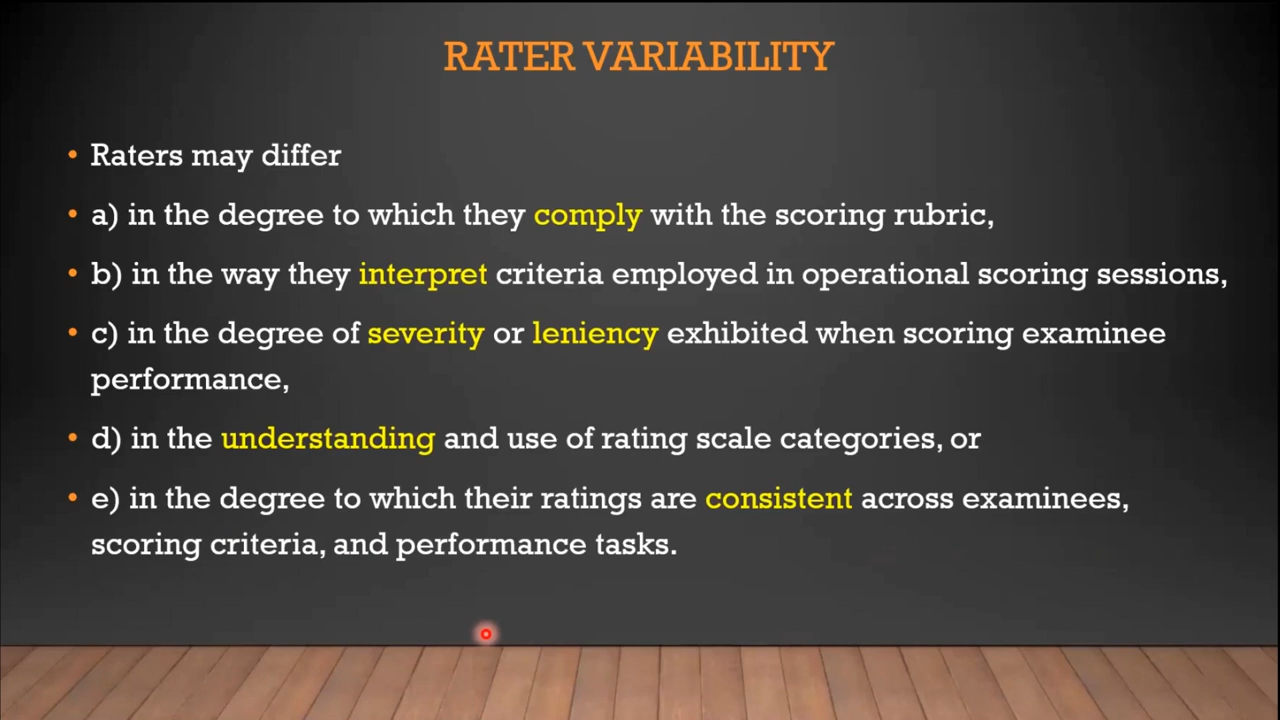 RATER VARIABILITY
• Raters may differ
• a) in the degree to which they comply with the scoring rubric,
• b) in the way they interpret criteria employed in operational scoring sessions,
• c) in the degree of severity or leniency exhibited when scoring examinee
performance,
• d) in the understanding and use of rating scale categories, or
• e) in the degree to which their ratings are consistent across examinees,
scoring criteria, and performance tasks.